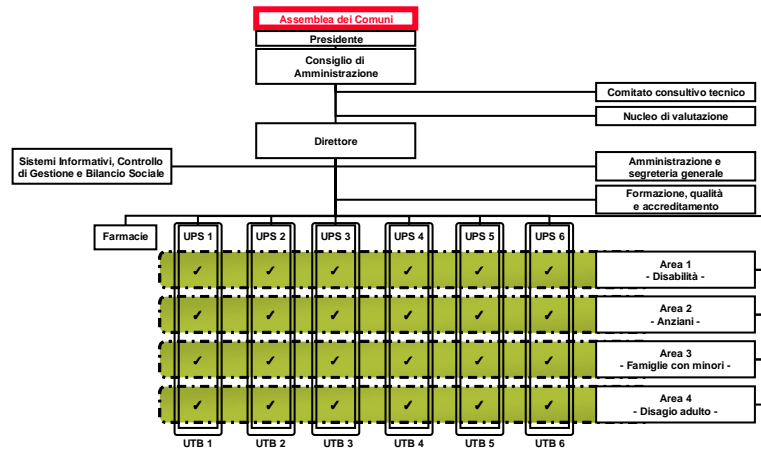 Assemblea dei Comuni
Presidente
Consiglio di
Amministrazione
Comitato consultivo tecnico
Nucleo di valutazione
Direttore
Sistemi Informativi, Controllo
di Gestione e Bilancio Sociale
Amministrazione e
segreteria generale
Formazione, qualità
e accreditamento
Farmacie
UPS 1 UPS 2 UPS 3 UPS 4 UPS 5 UPS 6
✓ ✓ ✓ ✓ ✓ ✓
Area 1
- Disabilità -
✓ ✓ ✓ ✓ ✓ ✓
Area 2
- Anziani -
✓ ✓ ✓ ✓ ✓ ✓
Area 3
- Famiglie con minori -
✓ ✓ ✓ ✓ ✓ ✓
Area 4
- Disagio adulto -
UTB 1 UTB 2 UTB 3 UTB 4 UTB 5 UTB 6